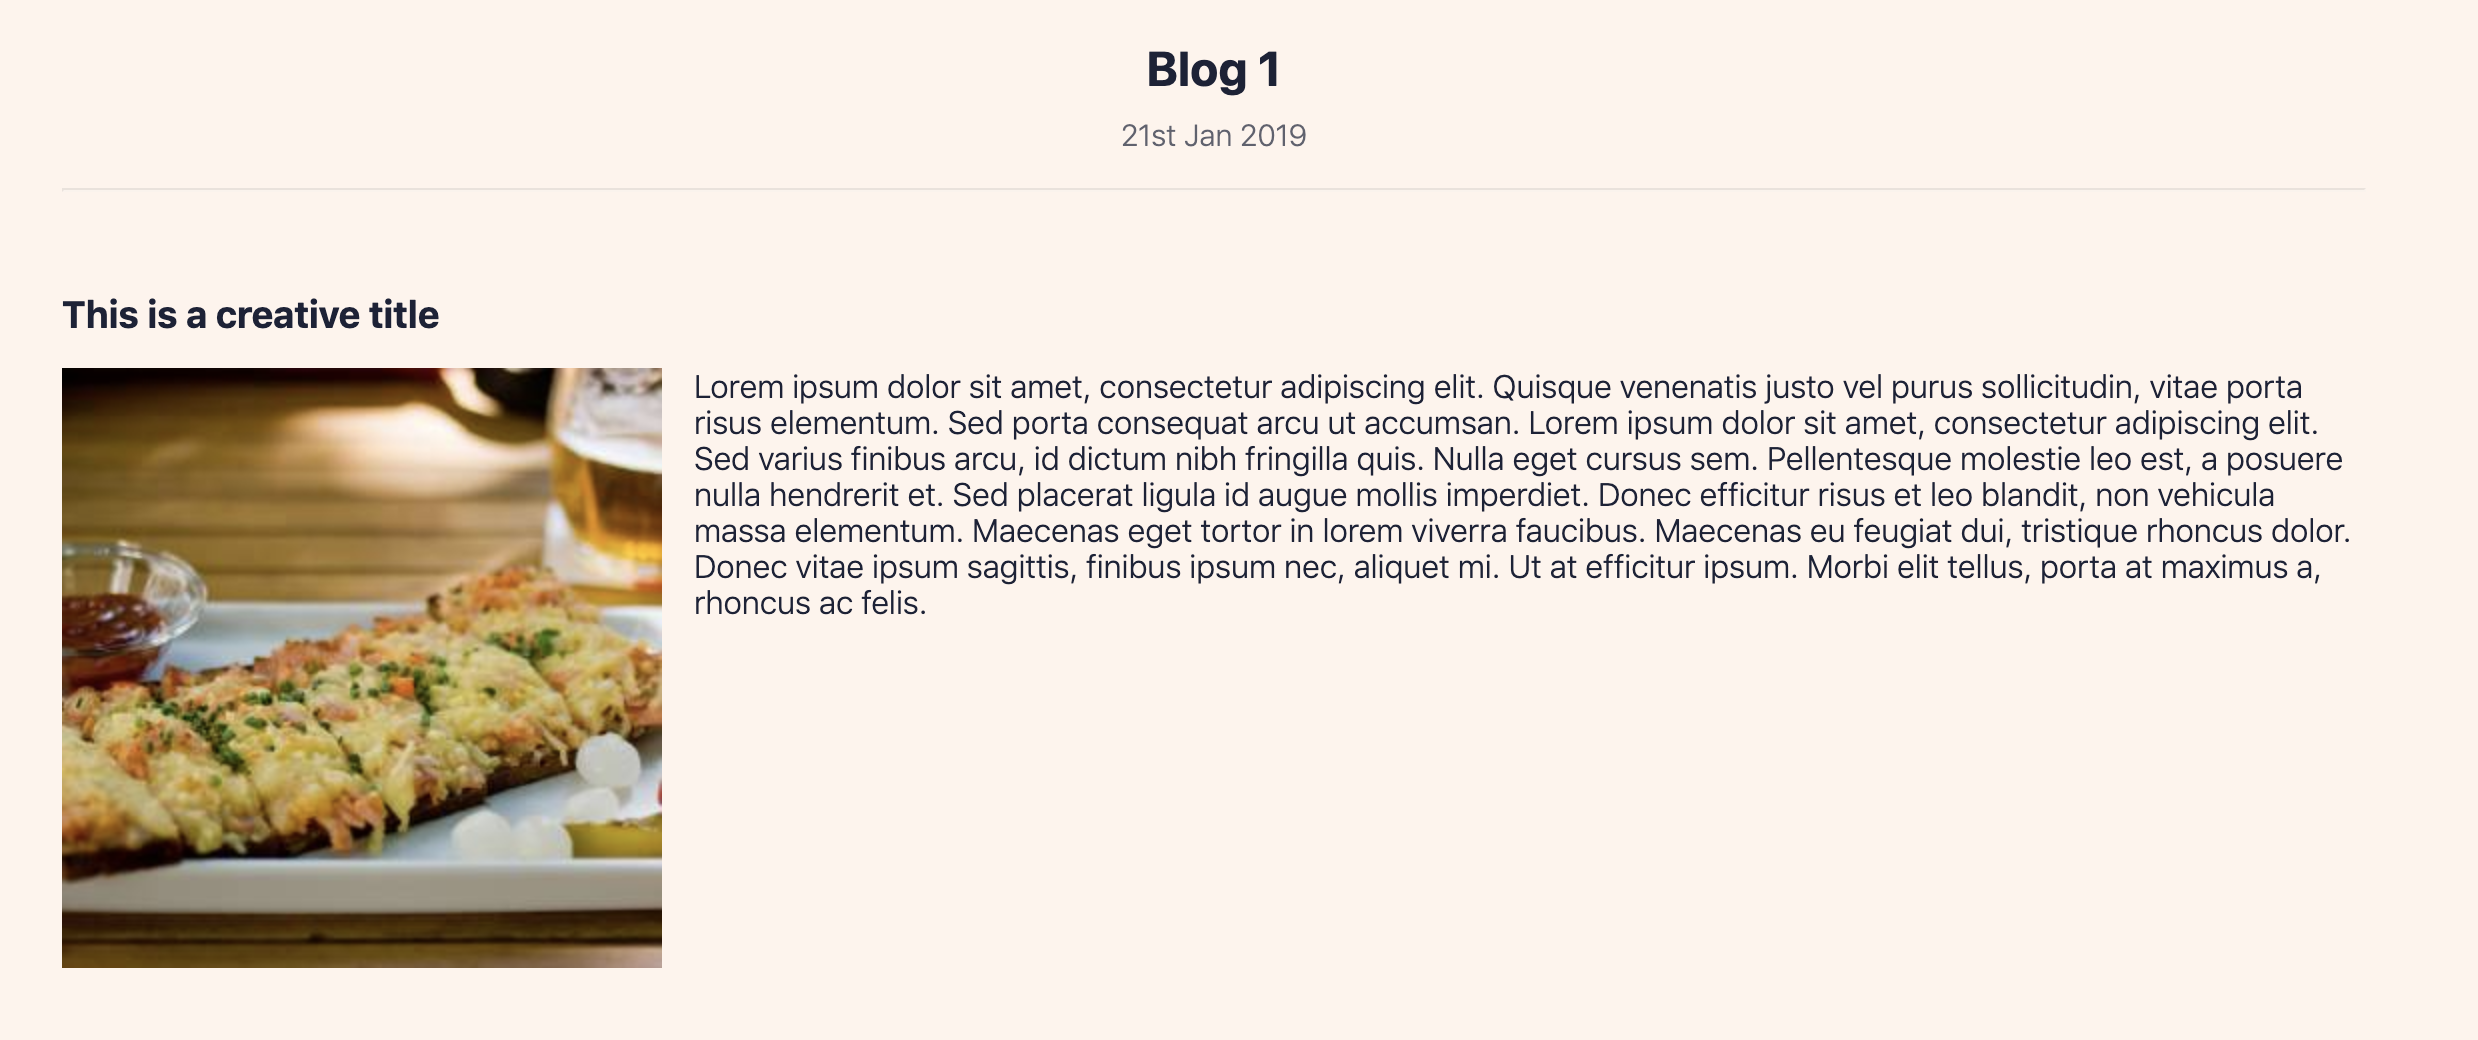 Blog 1
21st Jan 2019
This is a creative title
Lorem ipsum dolor sit amet, consectetur adipiscing elit. Quisque venenatis justo vel purus sollicitudin, vitae porta
risus elementum. Sed porta consequat arcu ut accumsan. Lorem ipsum dolor sit amet, consectetur adipiscing elit.
Sed varius finibus arcu, id dictum nibh fringilla quis. Nulla eget cursus sem. Pellentesque molestie leo est, a posuere
nulla hendrerit et. Sed placerat ligula id augue mollis imperdiet. Donec efficitur risus et leo blandit, non vehicula
massa elementum. Maecenas eget tortor in lorem viverra faucibus. Maecenas eu feugiat dui, tristique rhoncus dolor.
Donec vitae ipsum sagittis, finibus ipsum nec, aliquet mi. Ut at efficitur ipsum. Morbi elit tellus, porta at maximus a,
rhoncus ac felis.